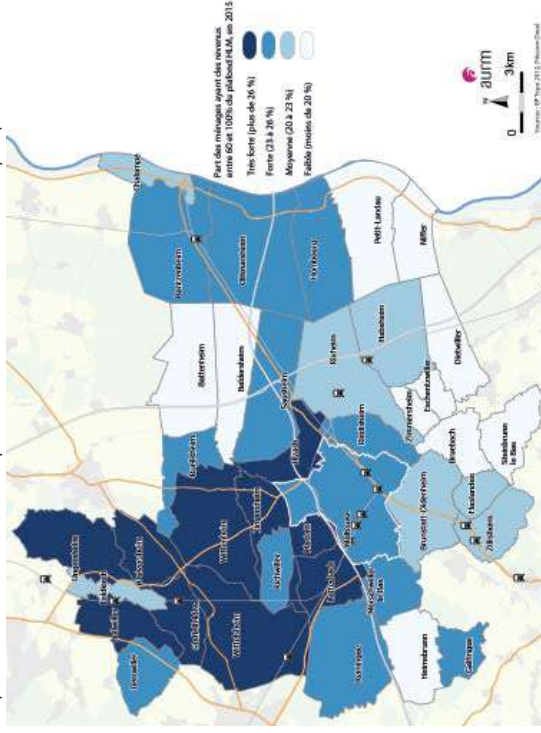 Part des ménages ayant des revenus
entre 60 et 100% du plafond HLM, en 2015
Très forte (plus de 26 %)
Forte (23 à 26 %)
Moyenne (20 à 23 %)
Faible (moins de 20 %)
Chalampé
Bantzenheim
Ottmarsheim
Hombourg
Petit-Landau
Niffer
Battenheim
Baldersheim
Sausheim
Rixheim
Habsheim
Dietwiller
Eschentzwiller
Zimmersheim
Riedisheim
Illzach
Ruelisheim
Wittenheim
Kingersheim
Mulhouse
Bruebach
Steinbrunn
le Bas
Brunstatt-Didenheim
Flaxlanden
Zillisheim
Pulversheim
Staffelfelden
Wittelsheim
Richwiller
Pfastatt
Lutterbach
Morschwiller
le Bas
Reiningue
Heimsbrunn
Galfingue
Berrwiller
Bollwiller
Feldkirch
Ungersheim
N
aurm
0
3km